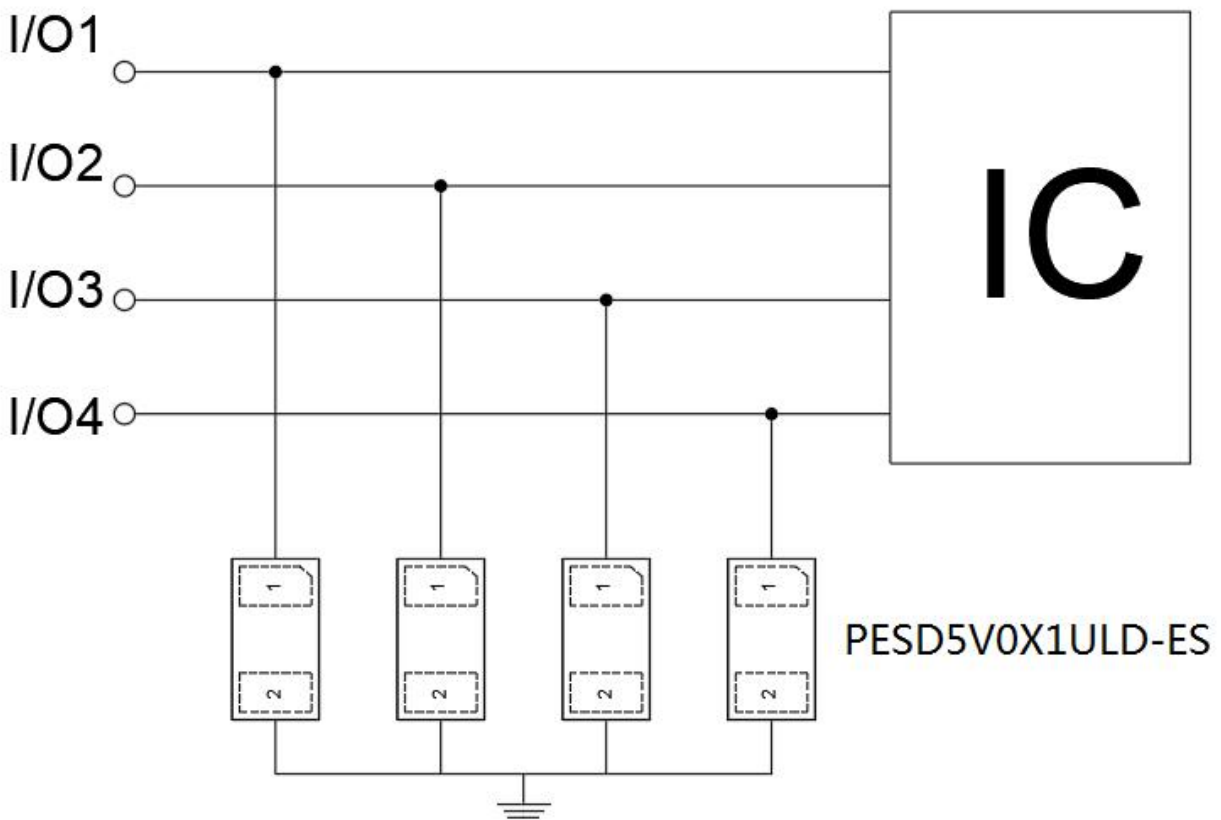 I/O1
I/O2
IC
I/O3
I/O4
1 1 1 1
PESD5V0X1ULD-ES
2 2 2 2